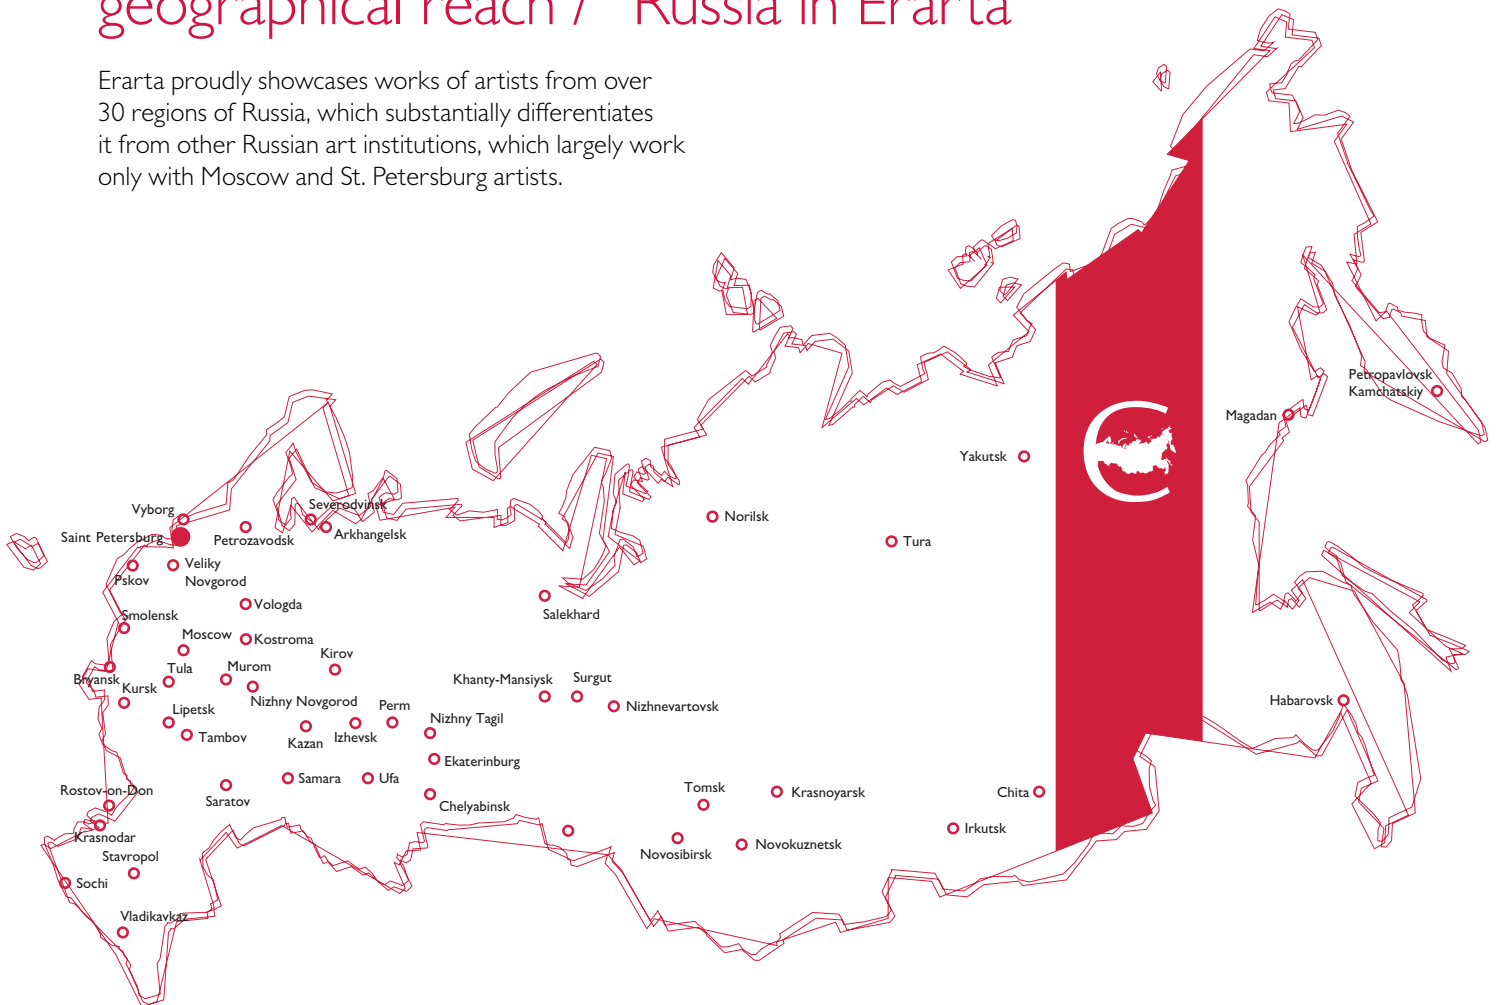 geographical reach / Russia in Erarta
Erarta proudly showcases works of artists from over
30 regions of Russia, which substantially differentiates
it from other Russian art institutions, which largely work
only with Moscow and St. Petersburg artists.
Petropavlovsk
Kamchatskiy
Magadan
Yakutsk
Vyborg
Severodvinsk
Saint Petersburg
Petrozavodsk
Arkhangelsk
Norilsk
Tura
Pskov
Veliky
Novgorod
Vologda
Salekhard
Smolensk
Moscow
Kostroma
Kirov
Bryansk
Tula
Murom
Khanty-Mansiysk
Surgut
Kursk
Nizhny Novgorod
Perm
Nizhnevartovsk
Habarovsk
Lipetsk
Tambov
Kazan
Izhevsk
Nizhny Tagil
Ekaterinburg
Rostov-on-Don
Saratov
Samara
Ufa
Chelyabinsk
Tomsk
Krasnoyarsk
Chita
Krasnodar
Stavropol
Novosibirsk
Novokuznetsk
Irkutsk
Sochi
Vladikavkaz